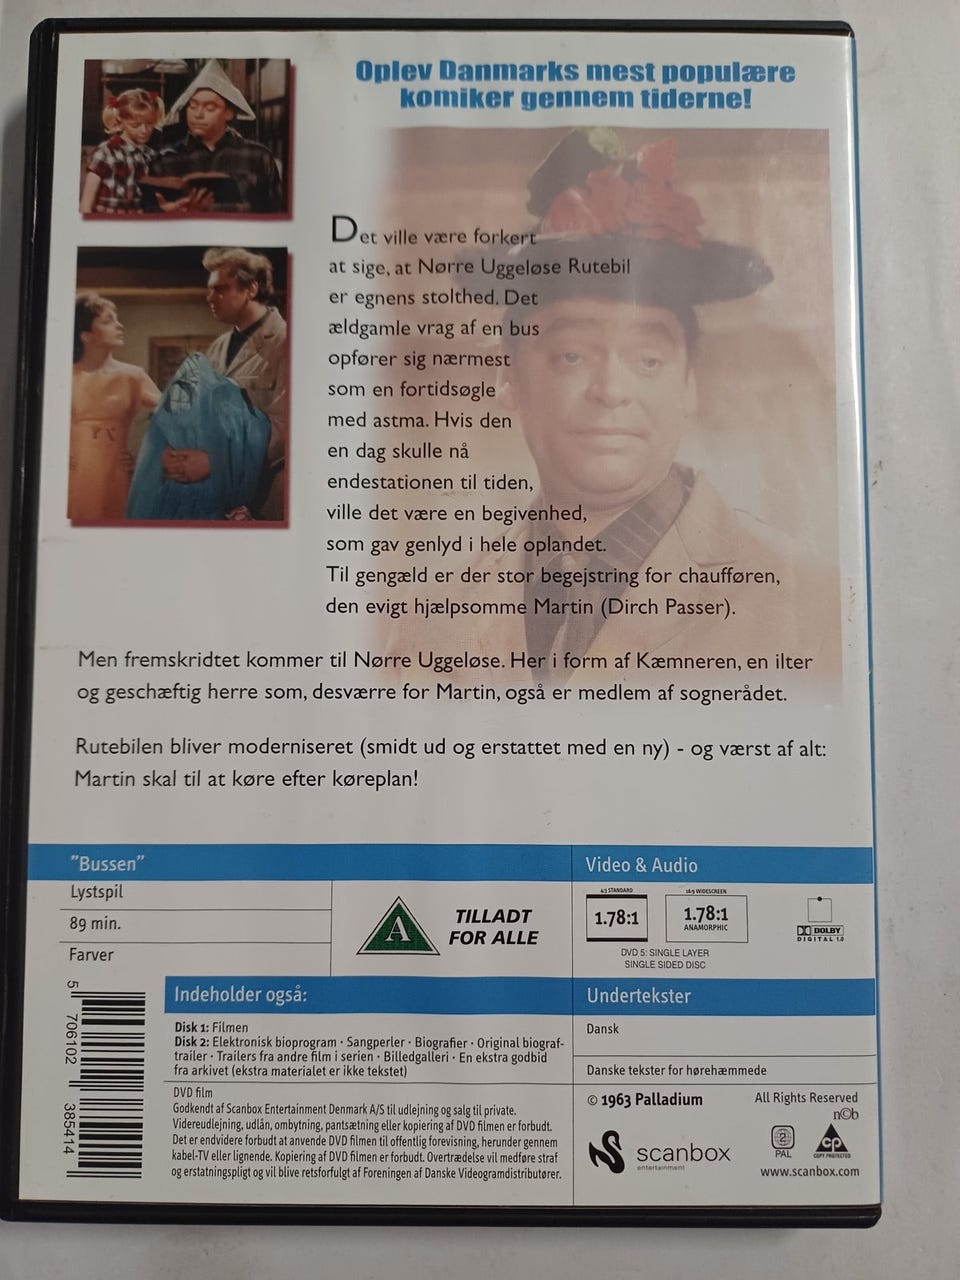 Oplev Danmarks mest populære
komiker gennem tiderne!
Det ville være forkert
at sige, at Nørre Uggeløse Rutebil
er egnens stolthed. Det
ældgamle vrag af en bus
opfører sig nærmest
som en fortidsøgle
med astma. Hvis den
en dag skulle nå
endestationen til tiden,
ville det være en begivenhed,
som gav genlyd i hele oplandet.
Til gengæld er der stor begejstring for chaufføren,
den evigt hjælpsomme Martin (Dirch Passer).
Men fremskridtet kommer til Nørre Uggeløse. Her i form af Kæmneren, en ilter
og geschæftig herre som, desværre for Martin, også er medlem af sognerådet.
Rutebilen bliver moderniseret (smidt ud og erstattet med en ny) - og værst af alt:
Martin skal til at køre efter køreplan!
"Bussen"
Lystspil
89 min.
Farver
A
TILLADT
FOR ALLE
Video & Audio
4:3 STANDARD
1.78:1
16:9 WIDESCREEN
1.78:1
ANAMORPHIC
DVD 5: SINGLE LAYER
SINGLE SIDED DISC
DOLBY
DIGITAL 1.0
5 706102 385414
Indeholder også:
Disk 1: Filmen
Disk 2: Elektronisk bioprogram · Sangperler · Biografier · Original biograf-
trailer · Trailers fra andre film i serien · Billedgalleri · En ekstra godbid
fra arkivet (ekstra materialet er ikke tekstet)
DVD film
Godkendt af Scanbox Entertainment Denmark A/S til udlejning og salg til private.
Videreudlejning, udlån, ombytning, pantsætning eller kopiering af DVD filmen er forbudt.
Det er endvidere forbudt at anvende DVD filmen til offentlig forevisning, herunder gennem
kabel-TV eller lignende. Kopiering af DVD filmen er forbudt. Overtrædelse vil medføre straf
og erstatningspligt og vil blive retsforfulgt af Foreningen af Danske Videogramdistributører.
Undertekster
Dansk
Danske tekster for hørehæmmede
© 1963 Palladium
All Rights Reserved
n©b
scanbox
entertainment
2
PAL
CP
COPY PROTECTED
www.scanbox.com